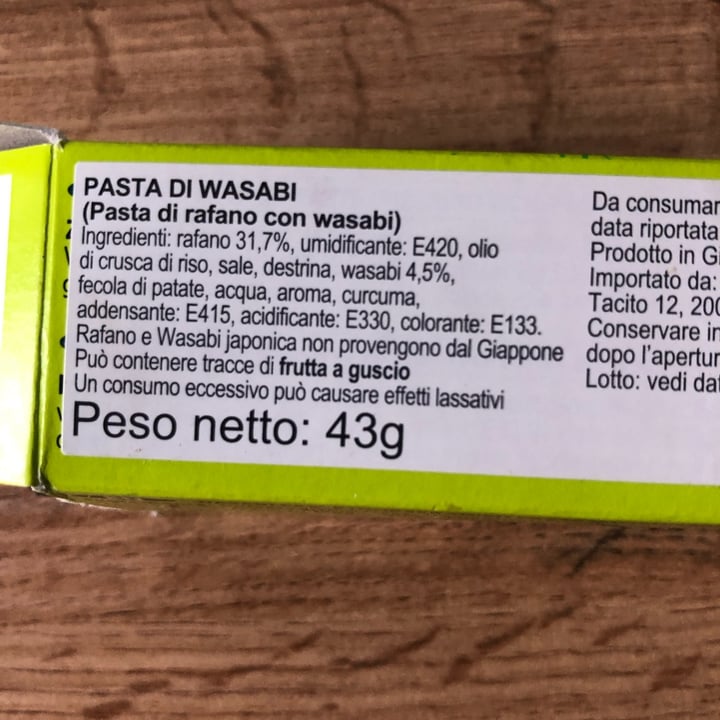 PASTA DI WASABI
(Pasta di rafano con wasabi)
Ingredienti: rafano 31,7%, umidificante: E420, olio
di crusca di riso, sale, destrina, wasabi 4,5%,
fecola di patate, acqua, aroma, curcuma,
addensante: E415, acidificante: E330, colorante: E133.
Rafano e Wasabi japonica non provengono dal Giappone
Può contenere tracce di frutta a guscio
Un consumo eccessivo può causare effetti lassativi
Peso netto: 43g
Da consumar
data riportata
Prodotto in G
Importato da:
Tacito 12, 200
Conservare in
dopo l'apertur
Lotto: vedi dat